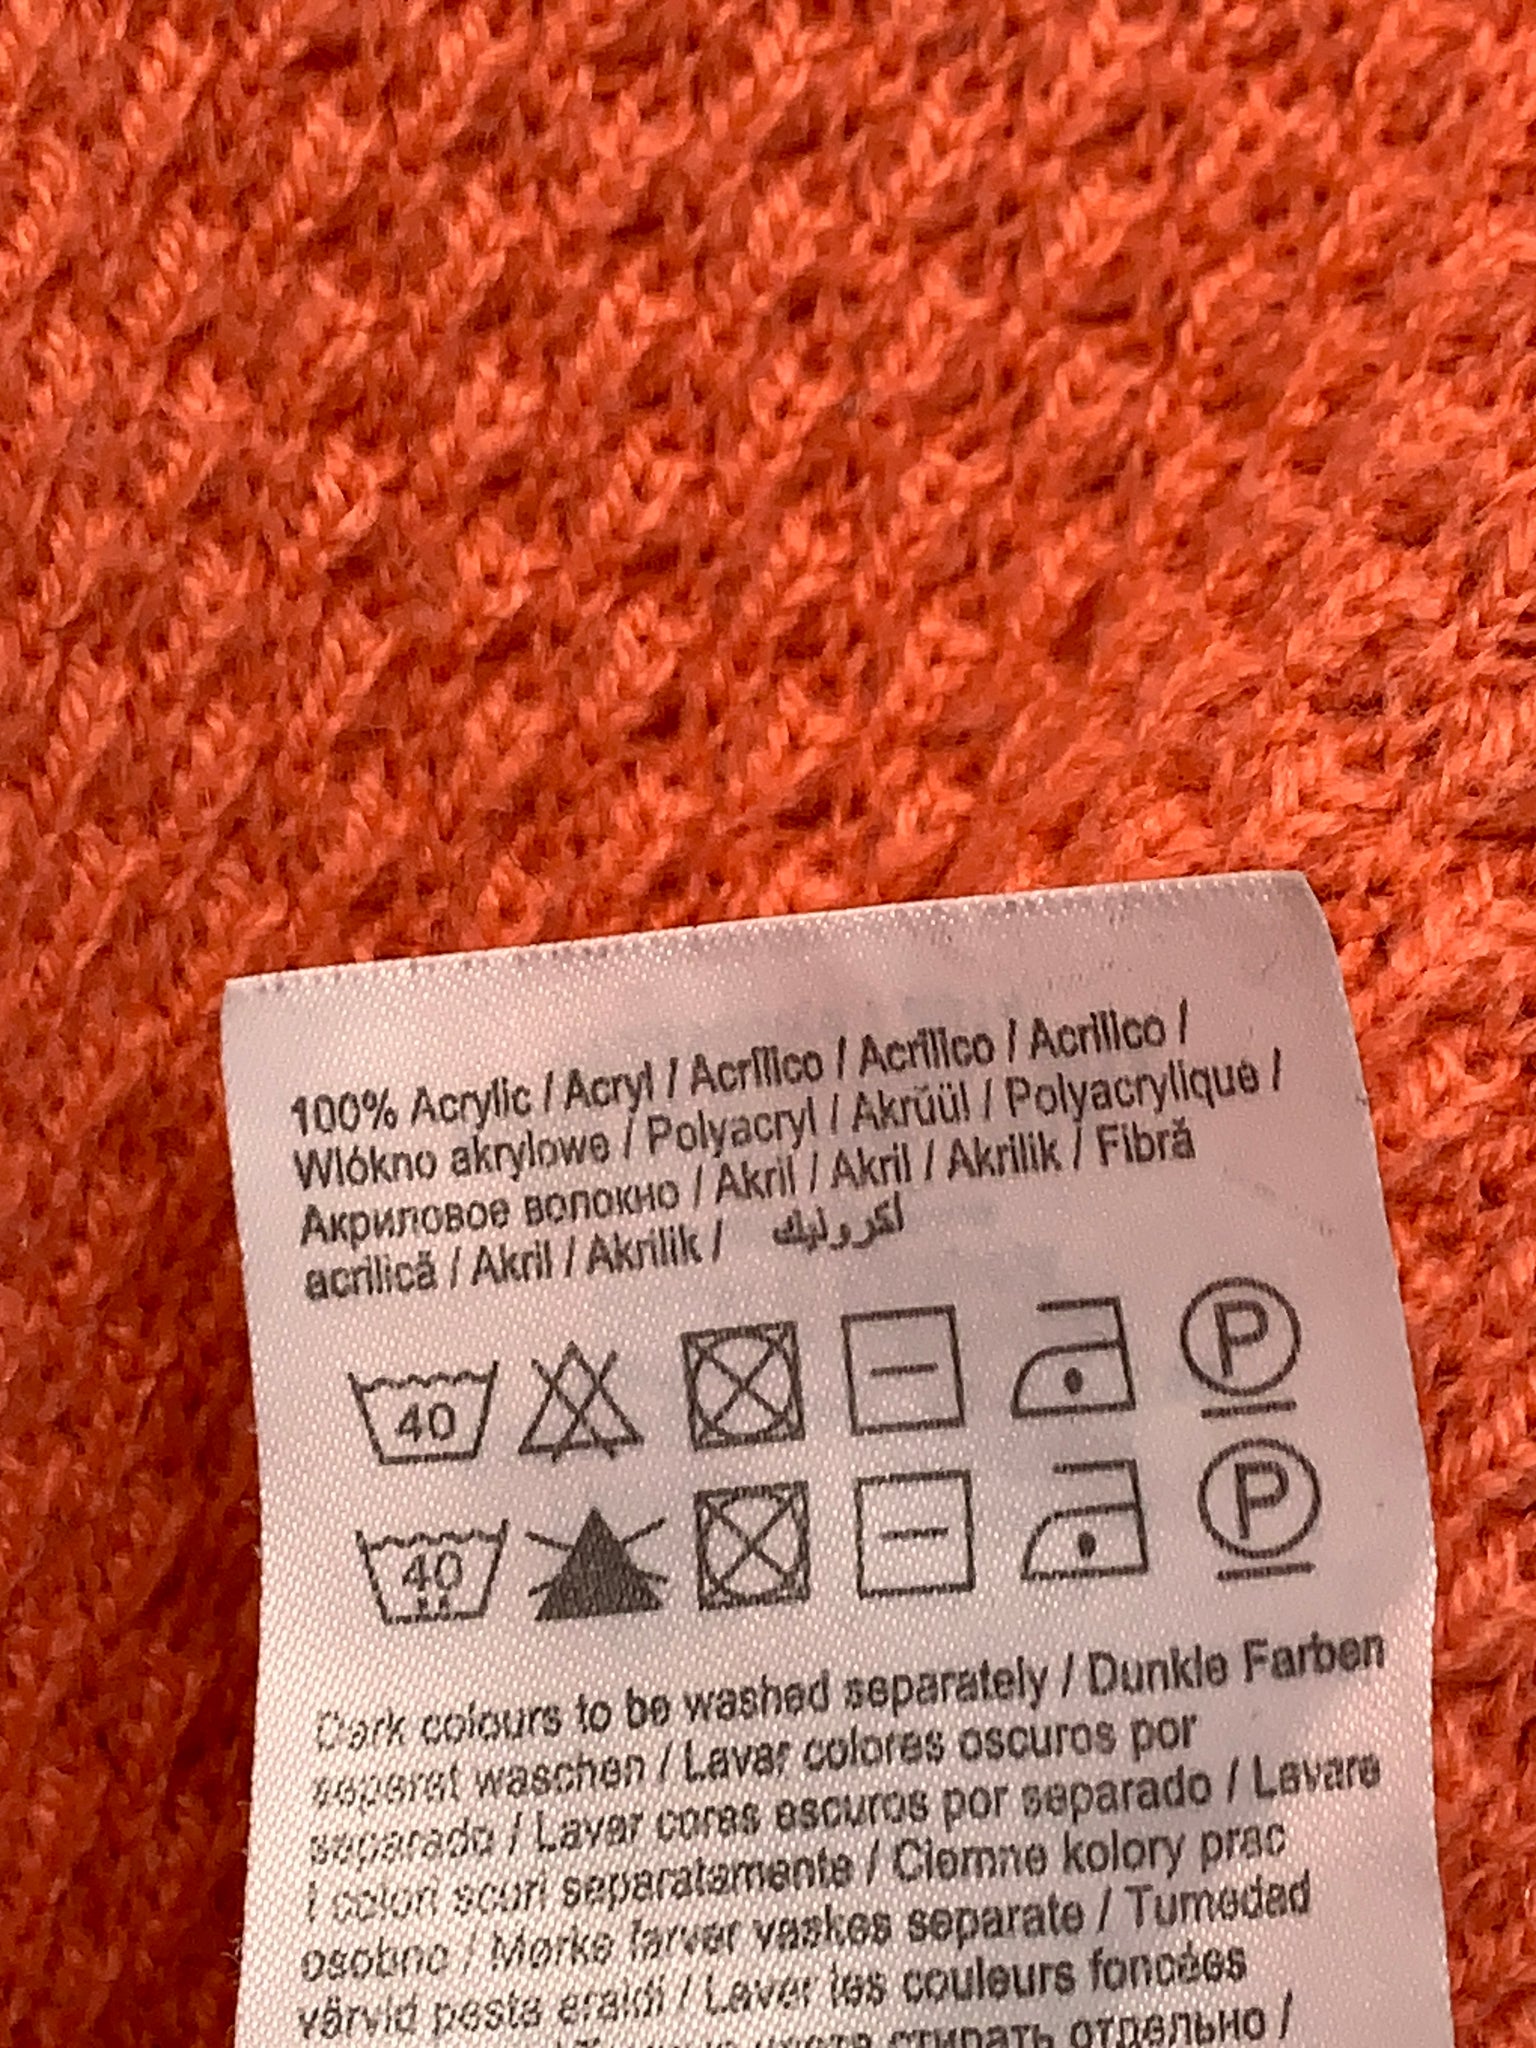 100% Acrylic / Acryl / Acrílico / Acrílico / Acrilico /
Włókno akrylowe / Polyacryl / Akrüül / Polyacrylique /
Акриловое волокно / Akril / Akril / Akrilik / Fibră
acrilică / Akril / Akrilik / اكروليك
40 P
40 P
Dark colours to be washed separately / Dunkle Farben
separat waschen / Lavar colores oscuros por
separado / Lavar cores escuros por separado / Lavare
i colori scuri separatamente / Ciemne kolory prac
osobno / Mørke farver vaskes separate / Tumedad
värvid pesta eraldi / Laver les couleurs foncées
стирать отдельно /